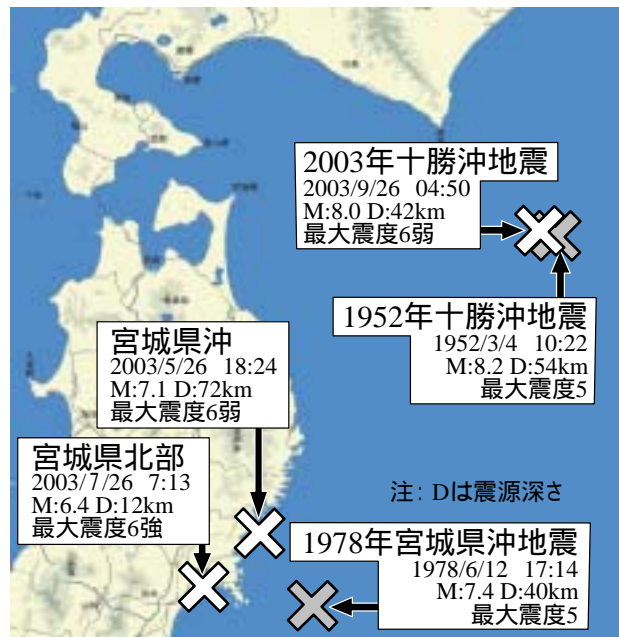 2003年十勝沖地震
2003/9/26 04:50
M:8.0 D:42km
最大震度6弱
1952年十勝沖地震
1952/3/4 10:22
M:8.2 D:54km
最大震度5
宮城県沖
2003/5/26 18:24
M:7.1 D:72km
最大震度6弱
宮城県北部
2003/7/26 7:13
M:6.4 D:12km
最大震度6強
注: Dは震源深さ
1978年宮城県沖地震
1978/6/12 17:14
M:7.4 D:40km
最大震度5